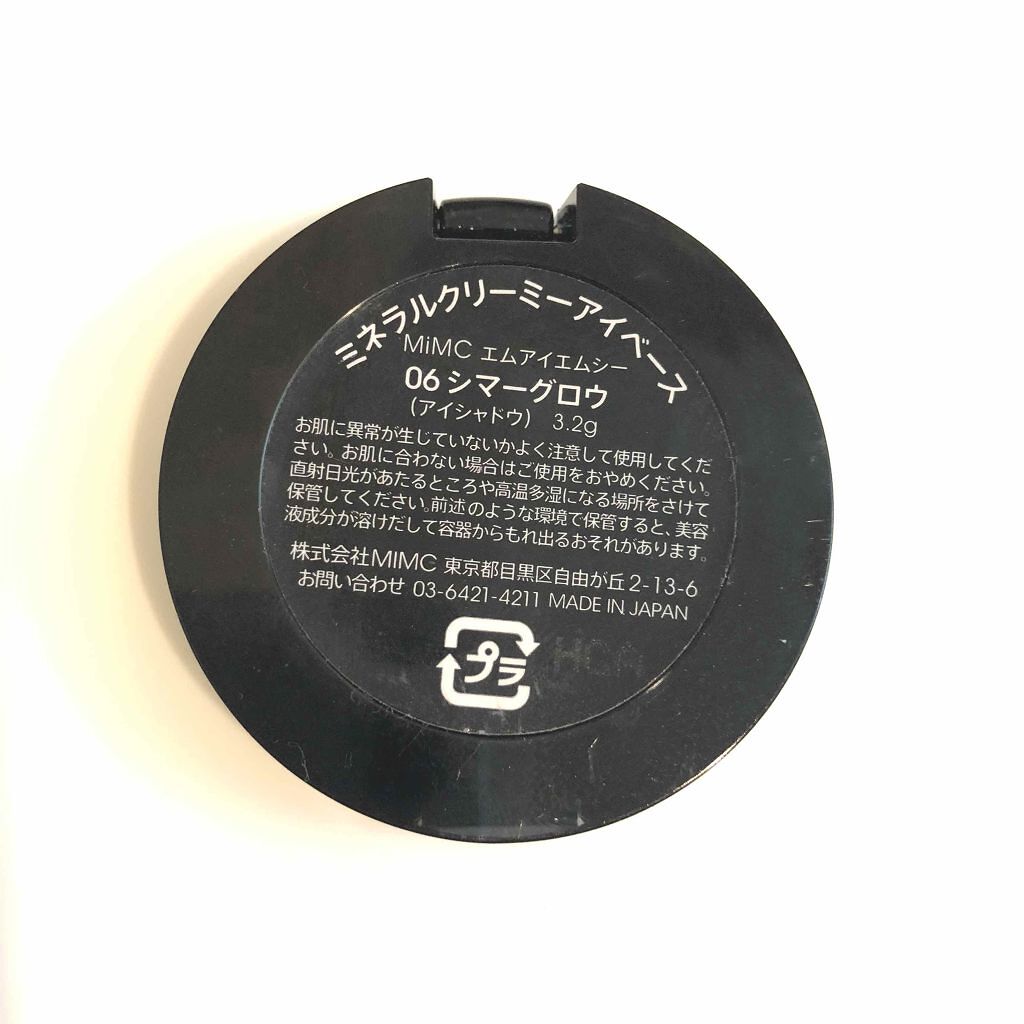 ミネラルクリーミーアイベース
MiMC エムアイエムシー
06 シマーグロウ
(アイシャドウ) 3.2g
お肌に異常が生じていないかよく注意して使用してくだ
さい。お肌に合わない場合はご使用をおやめください。
直射日光があたるところや高温多湿になる場所をさけて
保管してください。前述のような環境で保管すると、美容
液成分が溶けだして容器からもれ出るおそれがあります。
株式会社MIMC 東京都目黒区自由が丘2-13-6
お問い合わせ 03-6421-4211 MADE IN JAPAN
プラ